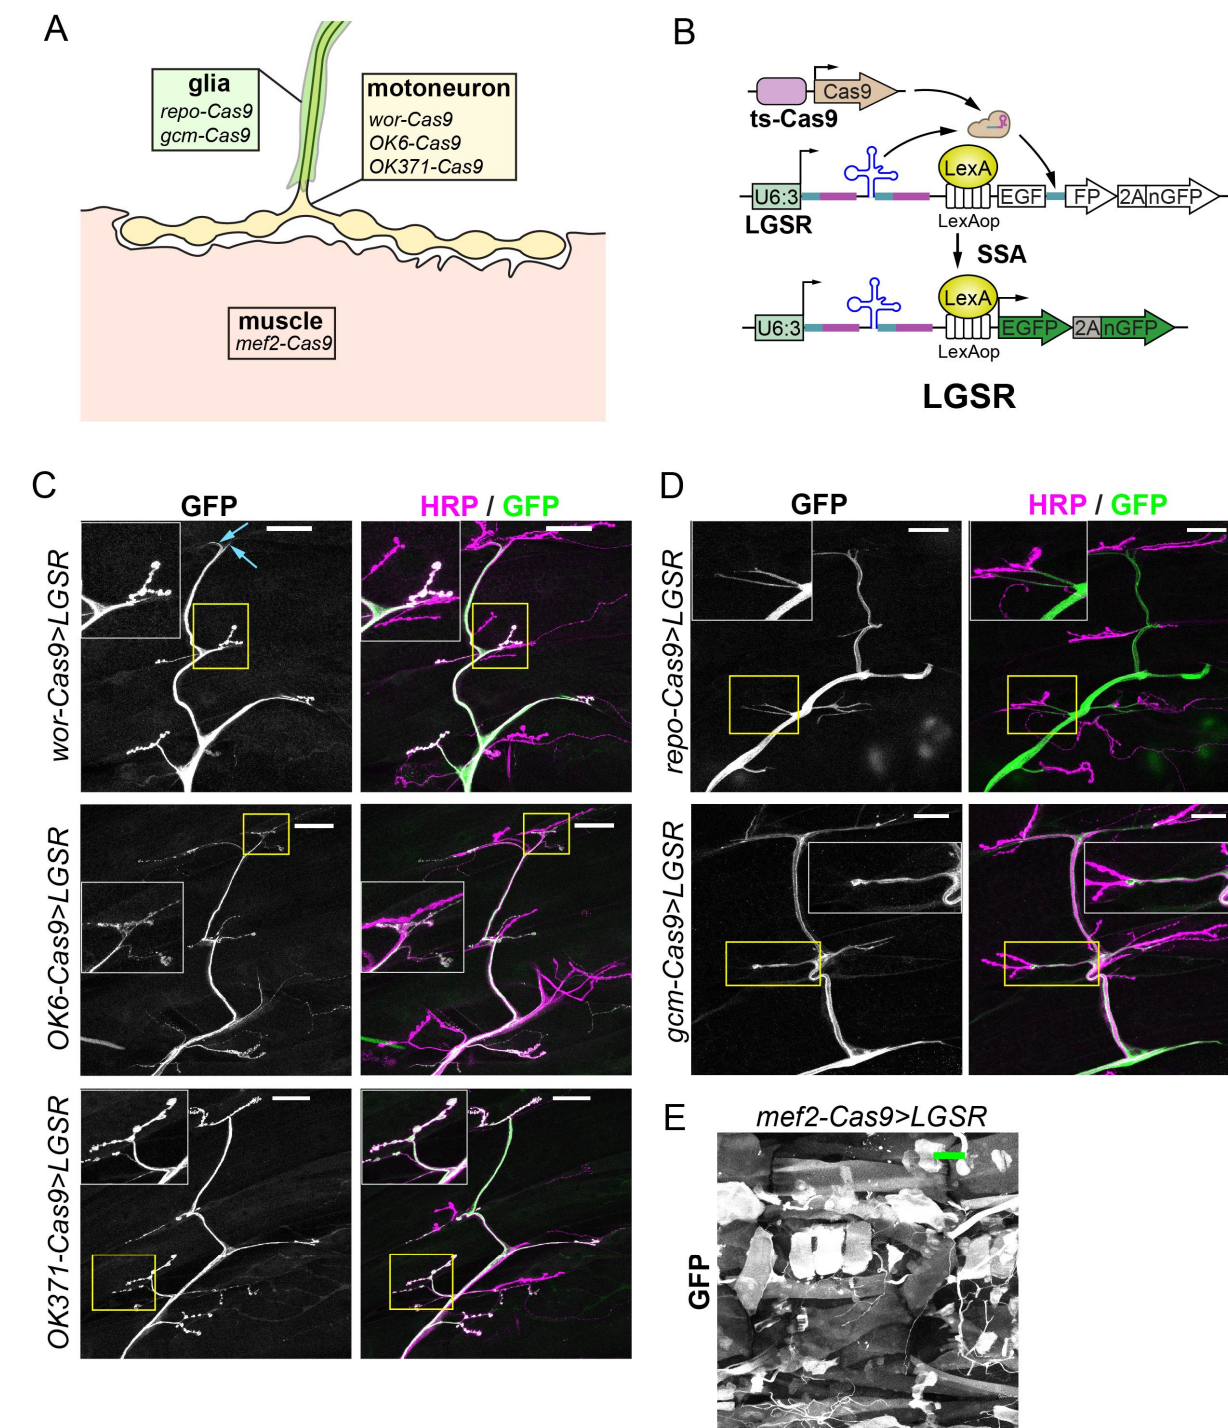 A
glia
repo-Cas9
gcm-Cas9
motoneuron
wor-Cas9
OK6-Cas9
OK371-Cas9
muscle
mef2-Cas9
B
Cas9
ts-Cas9
LexA
U6:3
EGF
FP
2A
nGFP
LGSR
LexAop
SSA
LexA
U6:3
EGFP
2A
nGFP
LexAop
LGSR
C
GFP
HRP / GFP
wor-Cas9>LGSR
OK6-Cas9>LGSR
OK371-Cas9>LGSR
D
GFP
HRP / GFP
repo-Cas9>LGSR
gcm-Cas9>LGSR
E
mef2-Cas9>LGSR
GFP